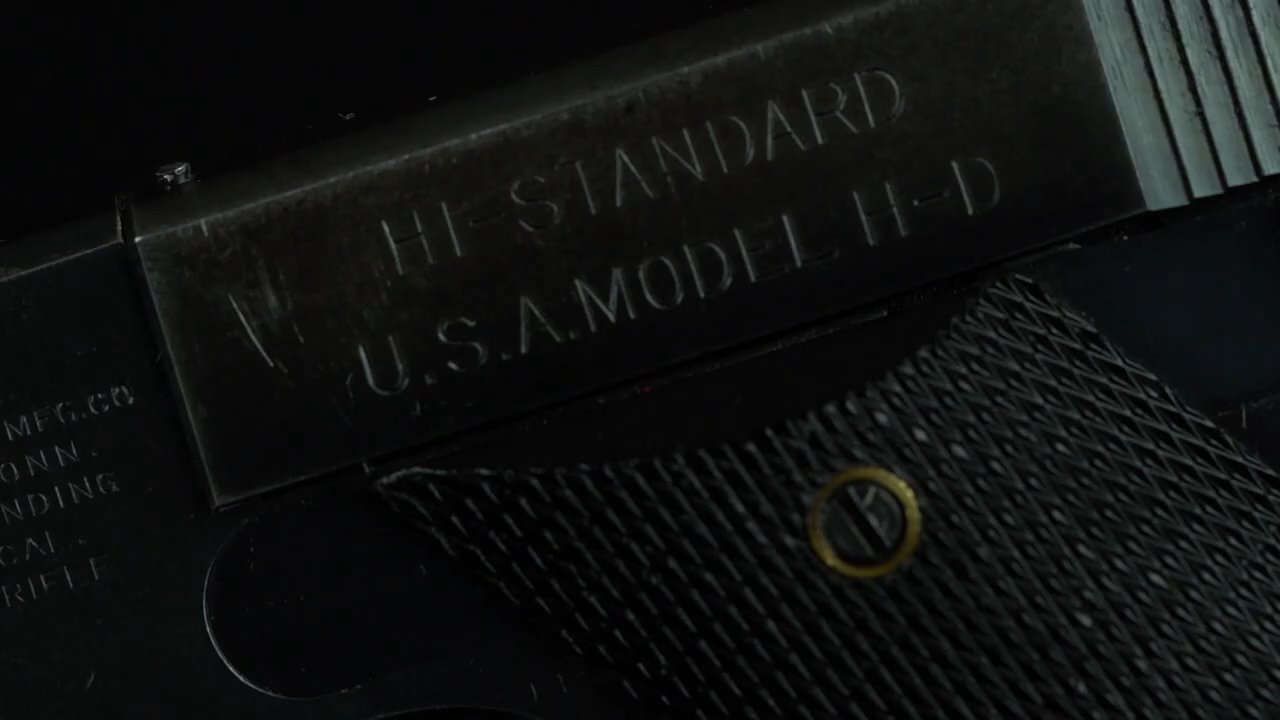 HI-STANDARD
U.S.A. MODEL H-D
MFG.CO
ONN.
NDING
CAL.
RIFLE